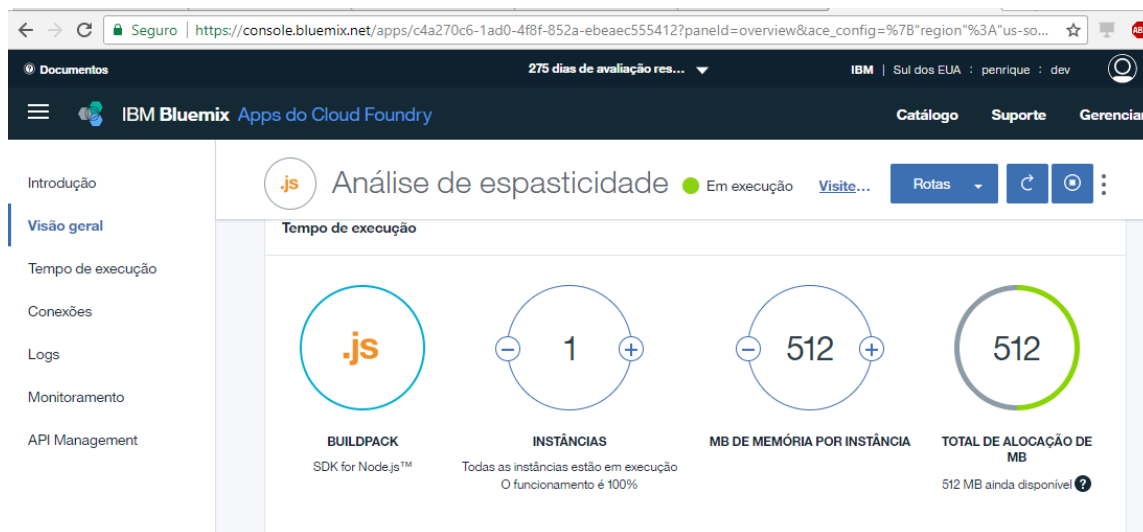 Seguro | https://console.bluemix.net/apps/c4a270c6-1ad0-4f8f-852a-ebeaec555412?paneId=overview&ace_config=%7B"region"%3A"us-so...
Documentos
275 dias de avaliação res...
IBM | Sul dos EUA : penrique : dev
IBM Bluemix Apps do Cloud Foundry
Catálogo
Suporte
Gerenciar
Introdução
Visão geral
Tempo de execução
Conexões
Logs
Monitoramento
API Management
.js
Análise de espasticidade
Em execução
Visite...
Rotas
Tempo de execução
.js
BUILDPACK
SDK for Node.js™
1
INSTÂNCIAS
Todas as instâncias estão em execução
O funcionamento é 100%
512
MB DE MEMÓRIA POR INSTÂNCIA
512
TOTAL DE ALOCAÇÃO DE
MB
512 MB ainda disponível ?